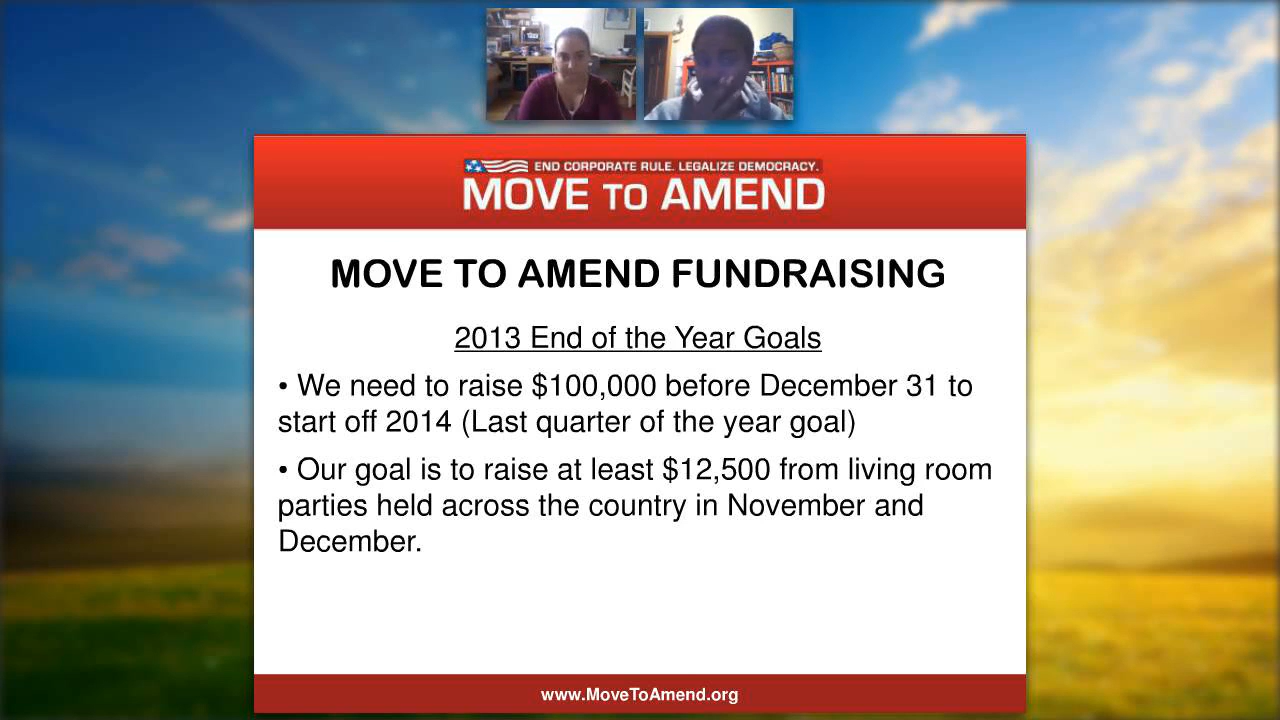 END CORPORATE RULE. LEGALIZE DEMOCRACY.
MOVE TO AMEND
MOVE TO AMEND FUNDRAISING
2013 End of the Year Goals
• We need to raise $100,000 before December 31 to
start off 2014 (Last quarter of the year goal)
• Our goal is to raise at least $12,500 from living room
parties held across the country in November and
December.
www.MoveToAmend.org